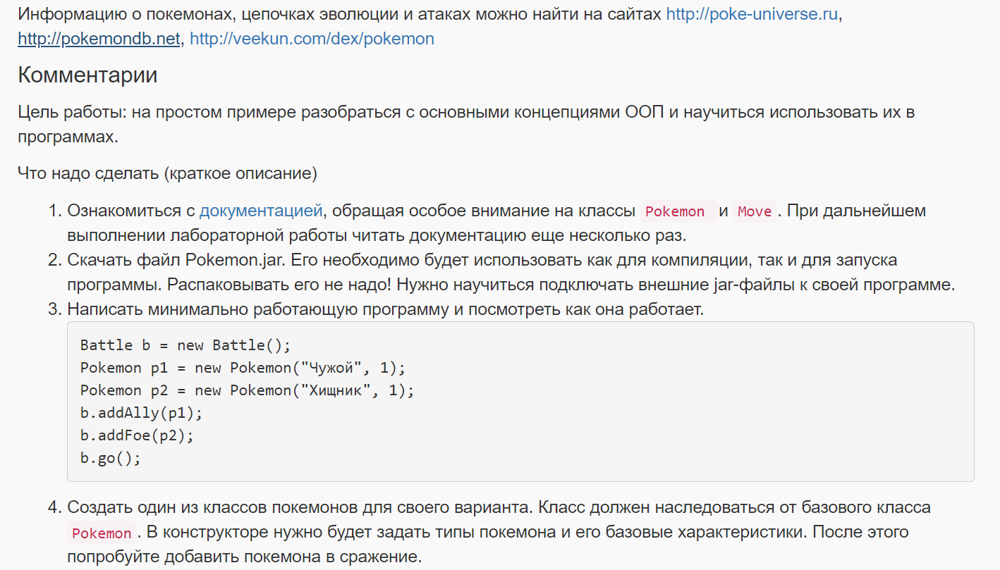 Информацию о покемонах, цепочках эволюции и атаках можно найти на сайтах http://poke-universe.ru,
http://pokemondb.net, http://veekun.com/dex/pokemon
Комментарии
Цель работы: на простом примере разобраться с основными концепциями ООП и научиться использовать их в
программах.
Что надо сделать (краткое описание)
1. Ознакомиться с документацией, обращая особое внимание на классы Pokemon и Move. При дальнейшем
выполнении лабораторной работы читать документацию еще несколько раз.
2. Скачать файл Pokemon.jar. Его необходимо будет использовать как для компиляции, так и для запуска
программы. Распаковывать его не надо! Нужно научиться подключать внешние jar-файлы к своей программе.
3. Написать минимально работающую программу и посмотреть как она работает.
Battle b = new Battle();
Pokemon p1 = new Pokemon("Чужой", 1);
Pokemon p2 = new Pokemon("Хищник", 1);
b.addAlly(p1);
b.addFoe(p2);
b.go();
4. Создать один из классов покемонов для своего варианта. Класс должен наследоваться от базового класса
Pokemon. В конструкторе нужно будет задать типы покемона и его базовые характеристики. После этого
попробуйте добавить покемона в сражение.